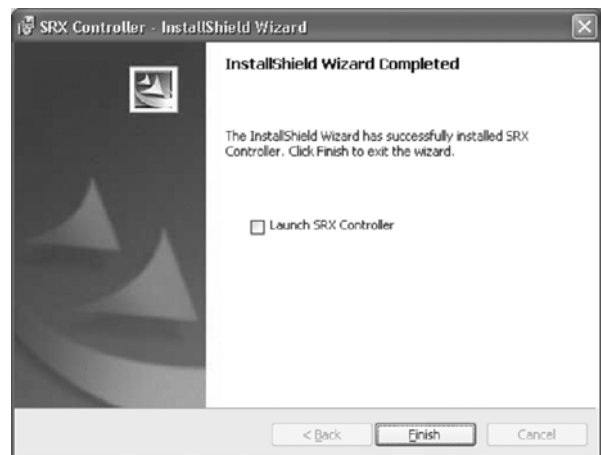 SRX Controller - InstallShield Wizard
InstallShield Wizard Completed
The InstallShield Wizard has successfully installed SRX
Controller. Click Finish to exit the wizard.
Launch SRX Controller
< Back Finish Cancel